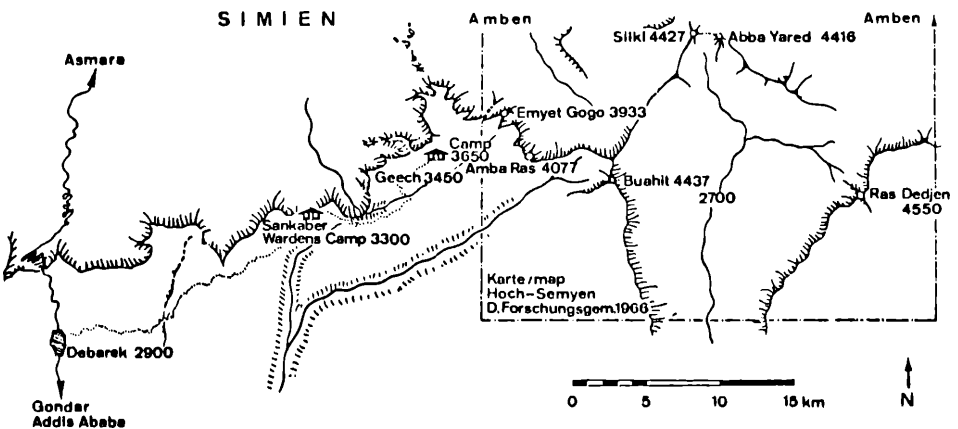 SIMIEN
Amben
Amben
Silki 4427
Abba Yared 4416
Asmara
Emyet Gogo 3933
Camp
3650
Geech 3450
Amba Ras 4077
Buahit 4437
2700
Ras Dedjen
4550
Sankaber
Wardens Camp 3300
Karte/map
Hoch-Semyen
D.Forschungsgem.1966
Debarek 2900
Gondar
Addis Ababa
0 5 10 15 km
N